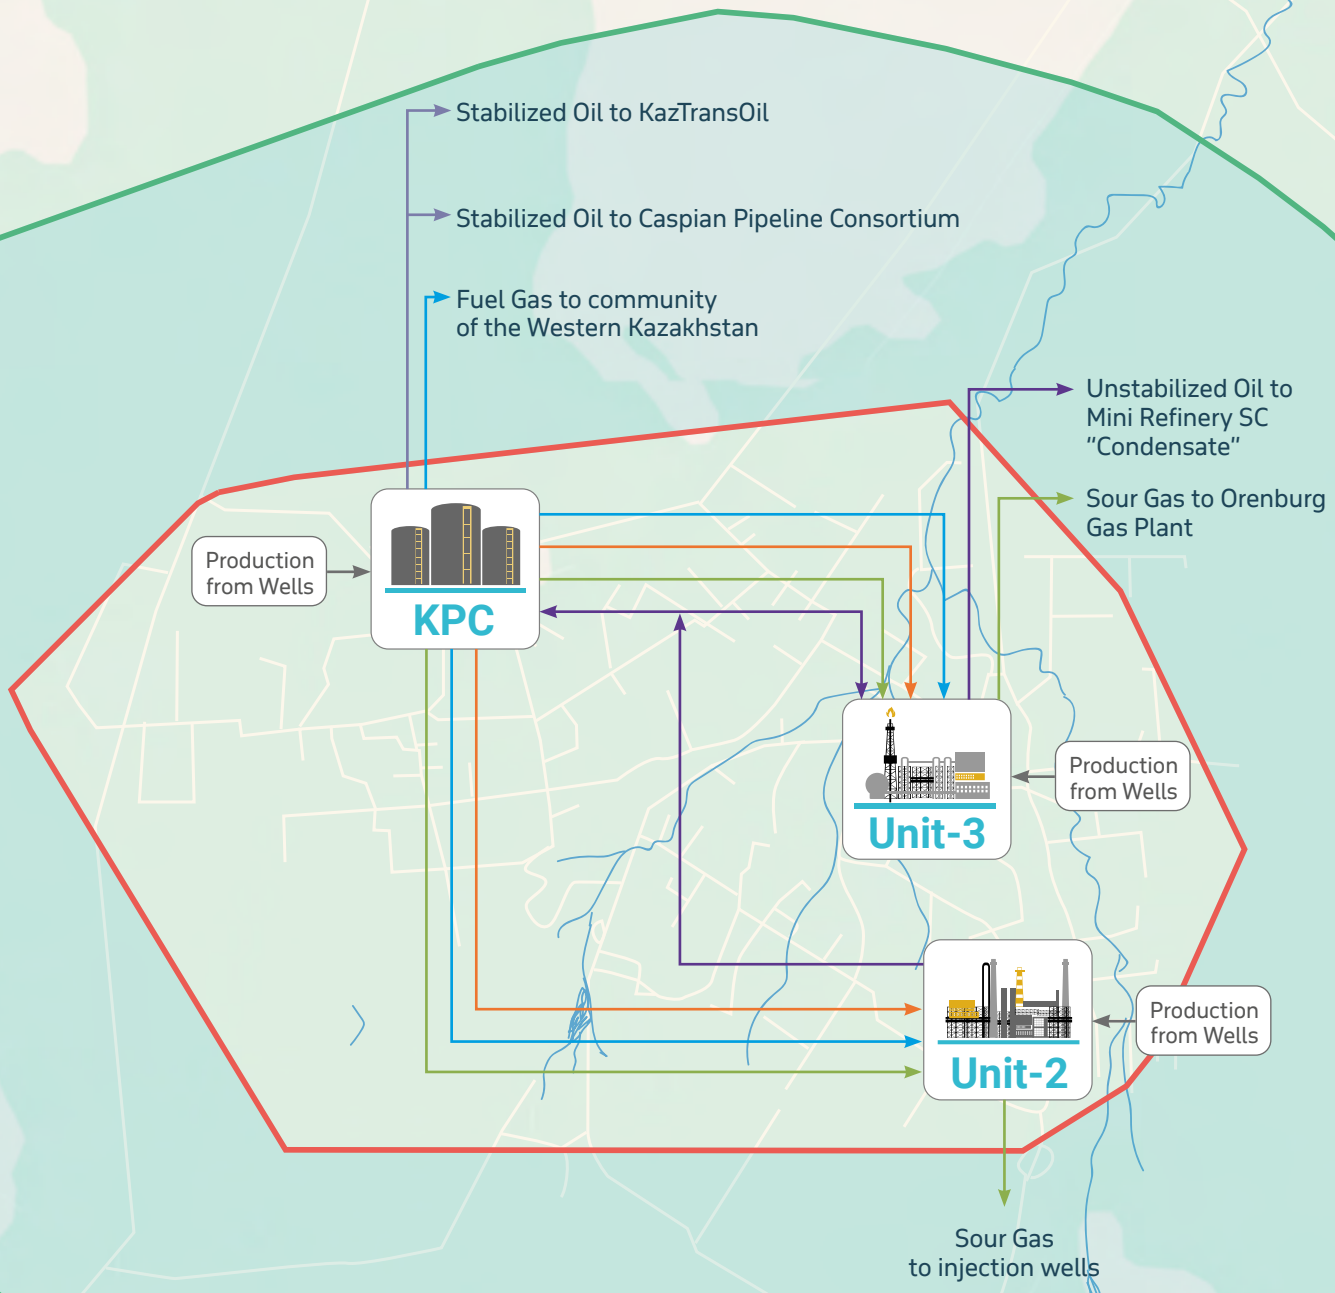 Stabilized Oil to KazTransOil
Stabilized Oil to Caspian Pipeline Consortium
Fuel Gas to community
of the Western Kazakhstan
Unstabilized Oil to
Mini Refinery SC
"Condensate"
Sour Gas to Orenburg
Gas Plant
Production
from Wells
KPC
Production
from Wells
Unit-3
Production
from Wells
Unit-2
Sour Gas
to injection wells